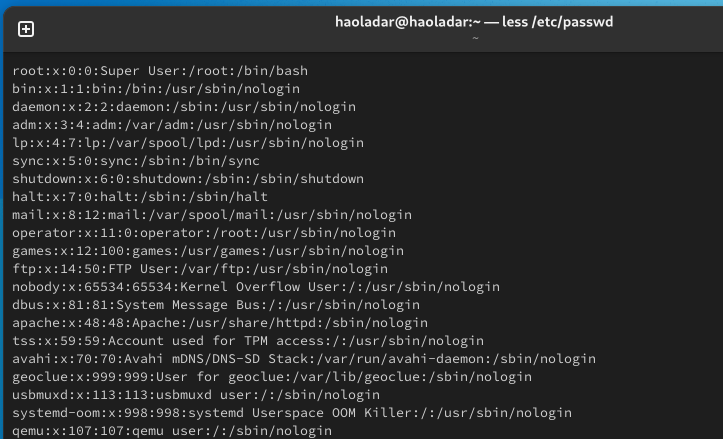 haoladar@haoladar:~ — less /etc/passwd
~
root:x:0:0:Super User:/root:/bin/bash
bin:x:1:1:bin:/bin:/usr/sbin/nologin
daemon:x:2:2:daemon:/sbin:/usr/sbin/nologin
adm:x:3:4:adm:/var/adm:/usr/sbin/nologin
lp:x:4:7:lp:/var/spool/lpd:/usr/sbin/nologin
sync:x:5:0:sync:/sbin:/bin/sync
shutdown:x:6:0:shutdown:/sbin:/sbin/shutdown
halt:x:7:0:halt:/sbin:/sbin/halt
mail:x:8:12:mail:/var/spool/mail:/usr/sbin/nologin
operator:x:11:0:operator:/root:/usr/sbin/nologin
games:x:12:100:games:/usr/games:/usr/sbin/nologin
ftp:x:14:50:FTP User:/var/ftp:/usr/sbin/nologin
nobody:x:65534:65534:Kernel Overflow User:/:/usr/sbin/nologin
dbus:x:81:81:System Message Bus:/:/usr/sbin/nologin
apache:x:48:48:Apache:/usr/share/httpd:/sbin/nologin
tss:x:59:59:Account used for TPM access:/:/usr/sbin/nologin
avahi:x:70:70:Avahi mDNS/DNS-SD Stack:/var/run/avahi-daemon:/sbin/nologin
geoclue:x:999:999:User for geoclue:/var/lib/geoclue:/sbin/nologin
usbmuxd:x:113:113:usbmuxd user:/:/sbin/nologin
systemd-oom:x:998:998:systemd Userspace OOM Killer:/:/usr/sbin/nologin
qemu:x:107:107:qemu user:/:/sbin/nologin